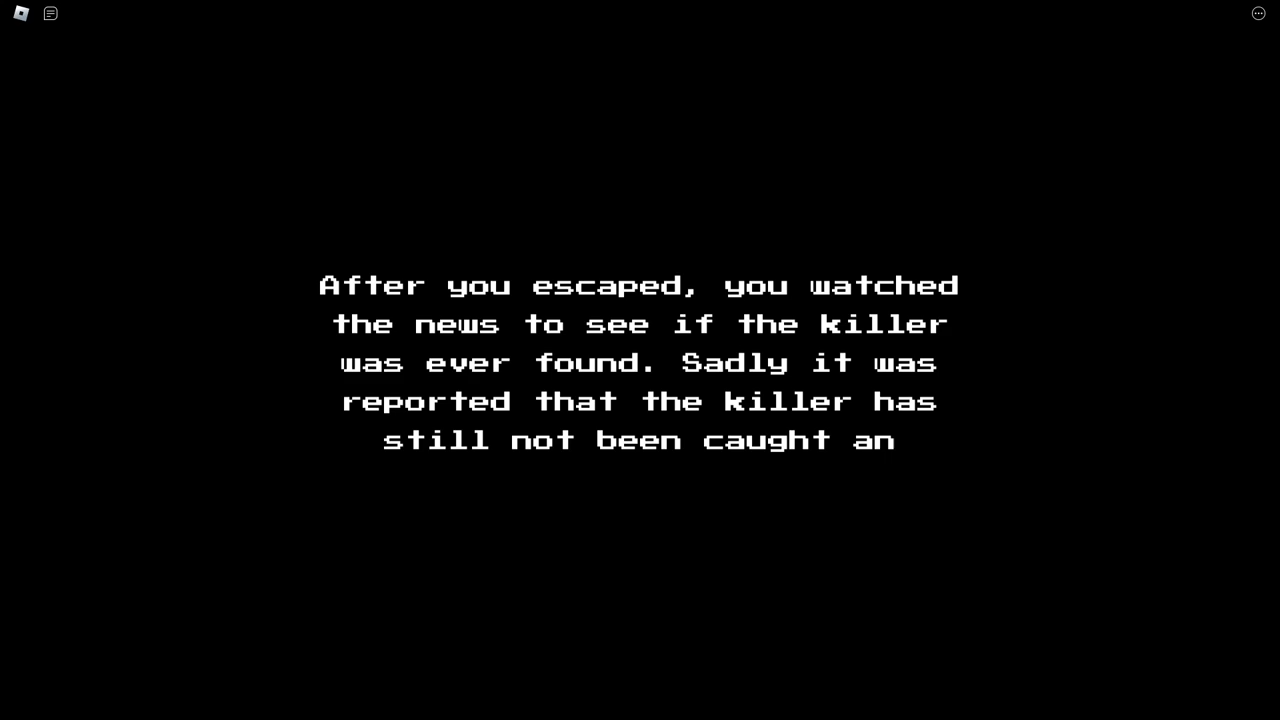 After you escaped, you watched
the news to see if the killer
was ever found. Sadly it was
reported that the killer has
still not been caught an